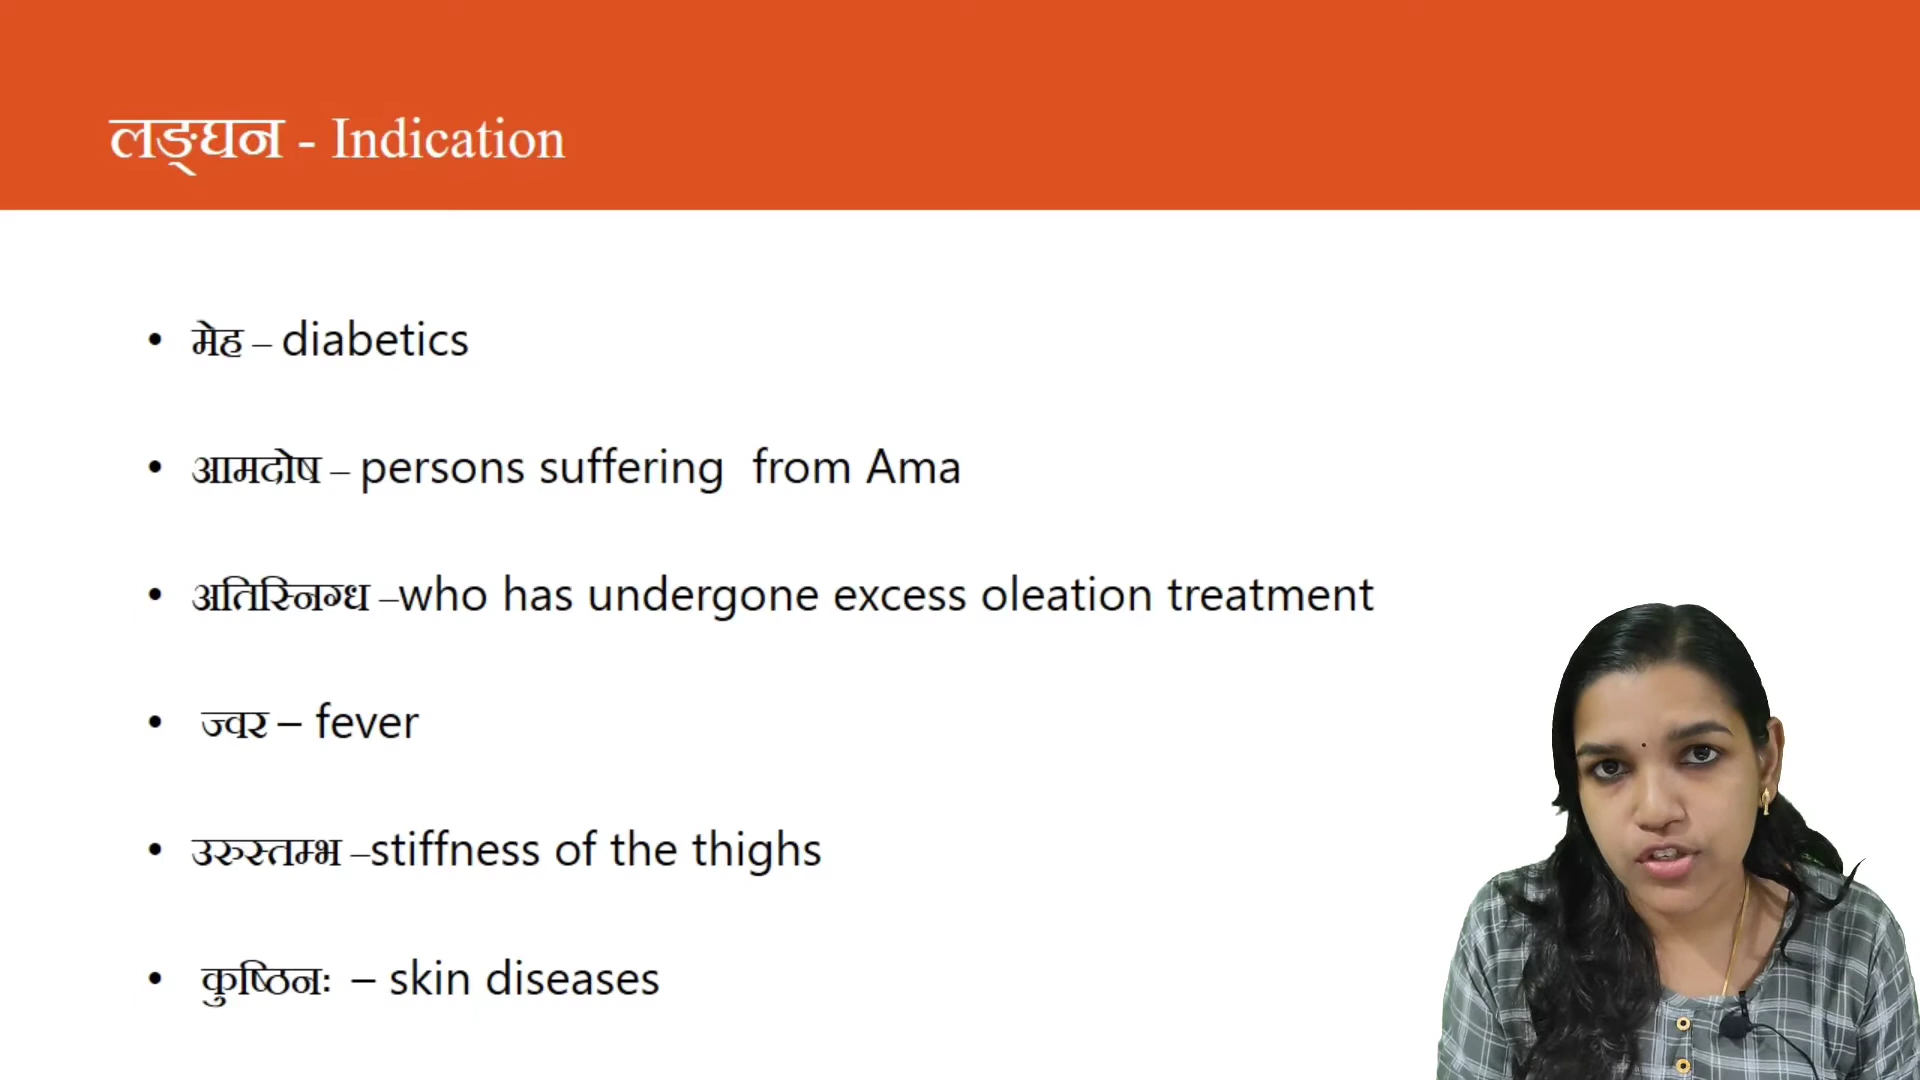 लङ्घन - Indication
• मेह – diabetics
• आमदोष – persons suffering from Ama
• अतिस्निग्ध –who has undergone excess oleation treatment
• ज्वर – fever
• उरुस्तम्भ –stiffness of the thighs
• कुष्ठिनः – skin diseases